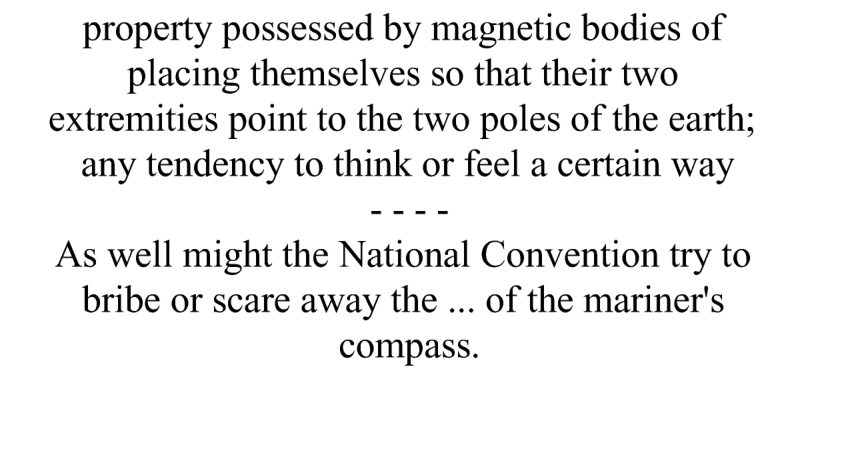 property possessed by magnetic bodies of
placing themselves so that their two
extremities point to the two poles of the earth;
any tendency to think or feel a certain way
- - - -
As well might the National Convention try to
bribe or scare away the ... of the mariner's
compass.